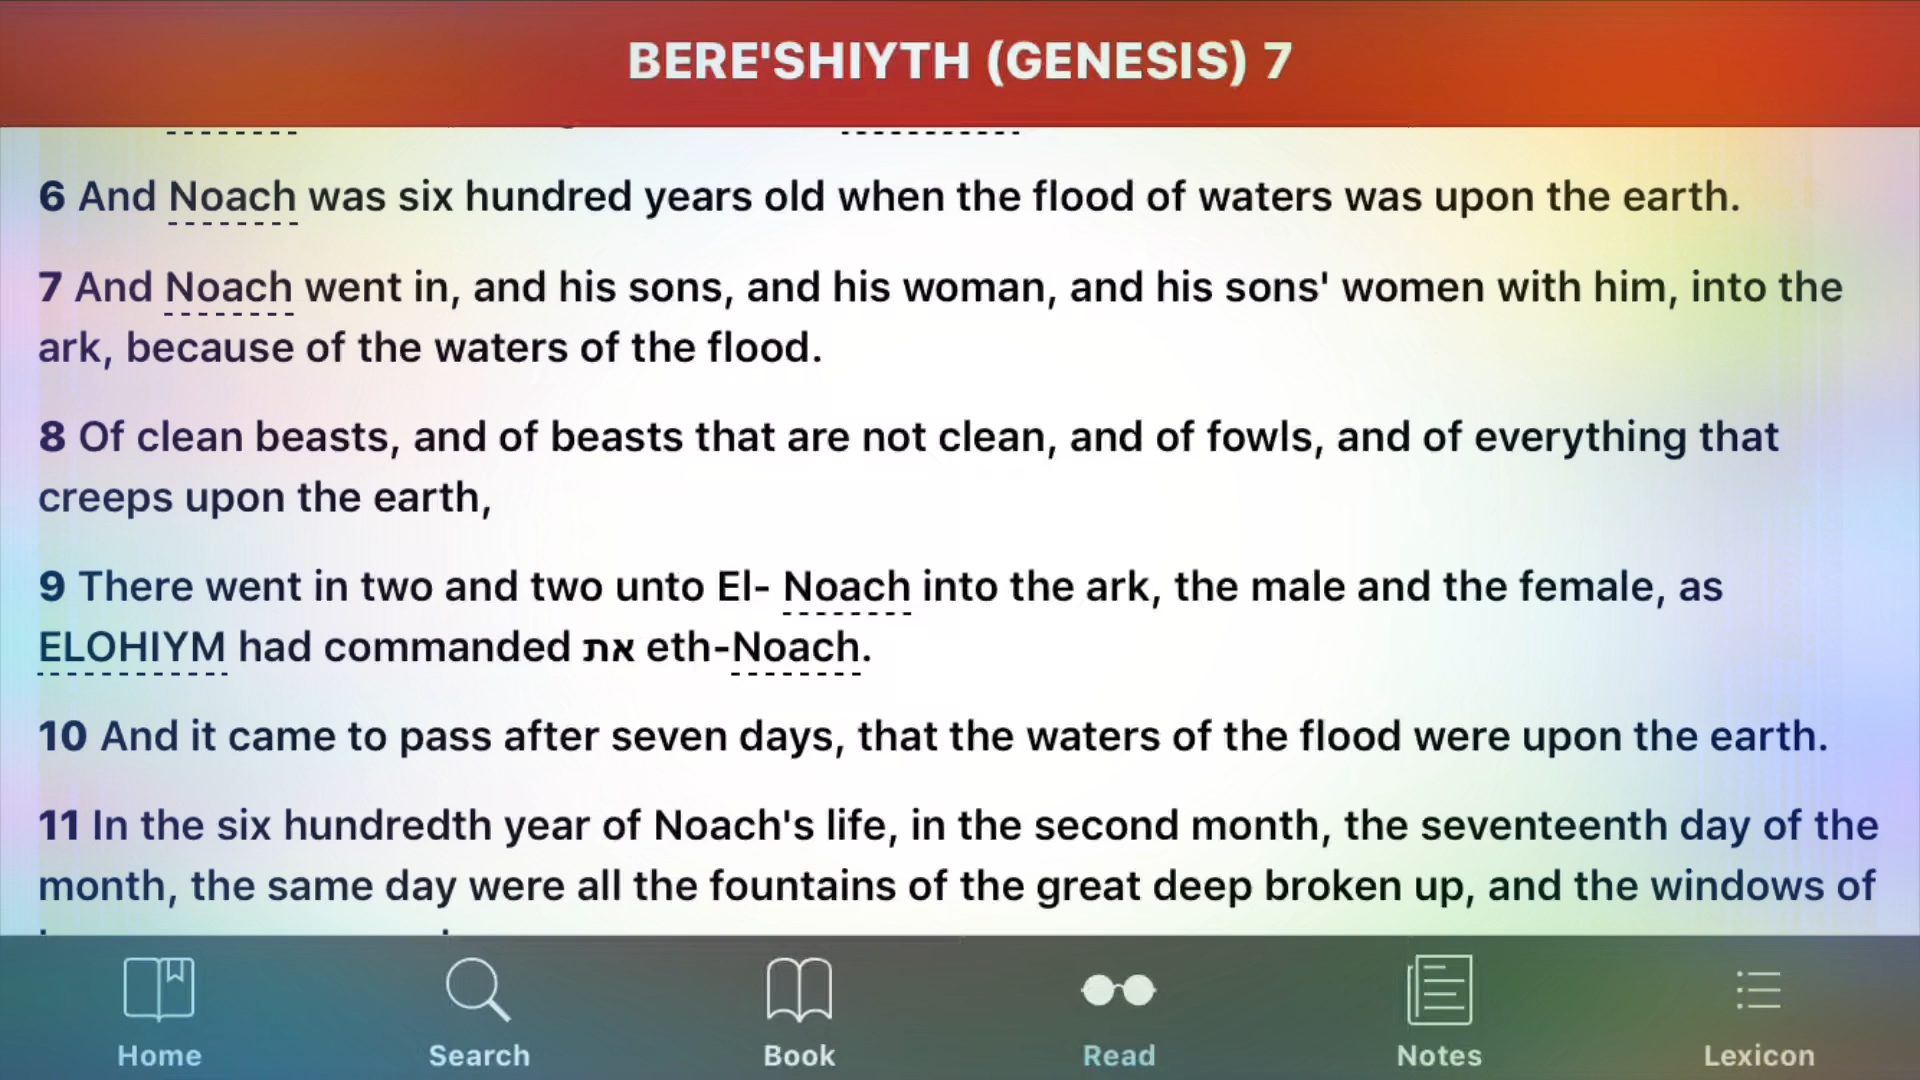 BERE'SHIYTH (GENESIS) 7
6 And Noach was six hundred years old when the flood of waters was upon the earth.
7 And Noach went in, and his sons, and his woman, and his sons' women with him, into the
ark, because of the waters of the flood.
8 Of clean beasts, and of beasts that are not clean, and of fowls, and of everything that
creeps upon the earth,
9 There went in two and two unto El- Noach into the ark, the male and the female, as
ELOHIYM had commanded את eth-Noach.
10 And it came to pass after seven days, that the waters of the flood were upon the earth.
11 In the six hundredth year of Noach's life, in the second month, the seventeenth day of the
month, the same day were all the fountains of the great deep broken up, and the windows of
Home Search Book Read Notes Lexicon